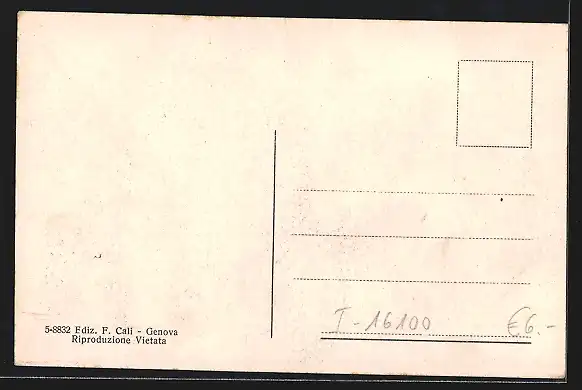 5-8832 Ediz. F. Calì - Genova
Riproduzione Vietata
I-16100 €6.-